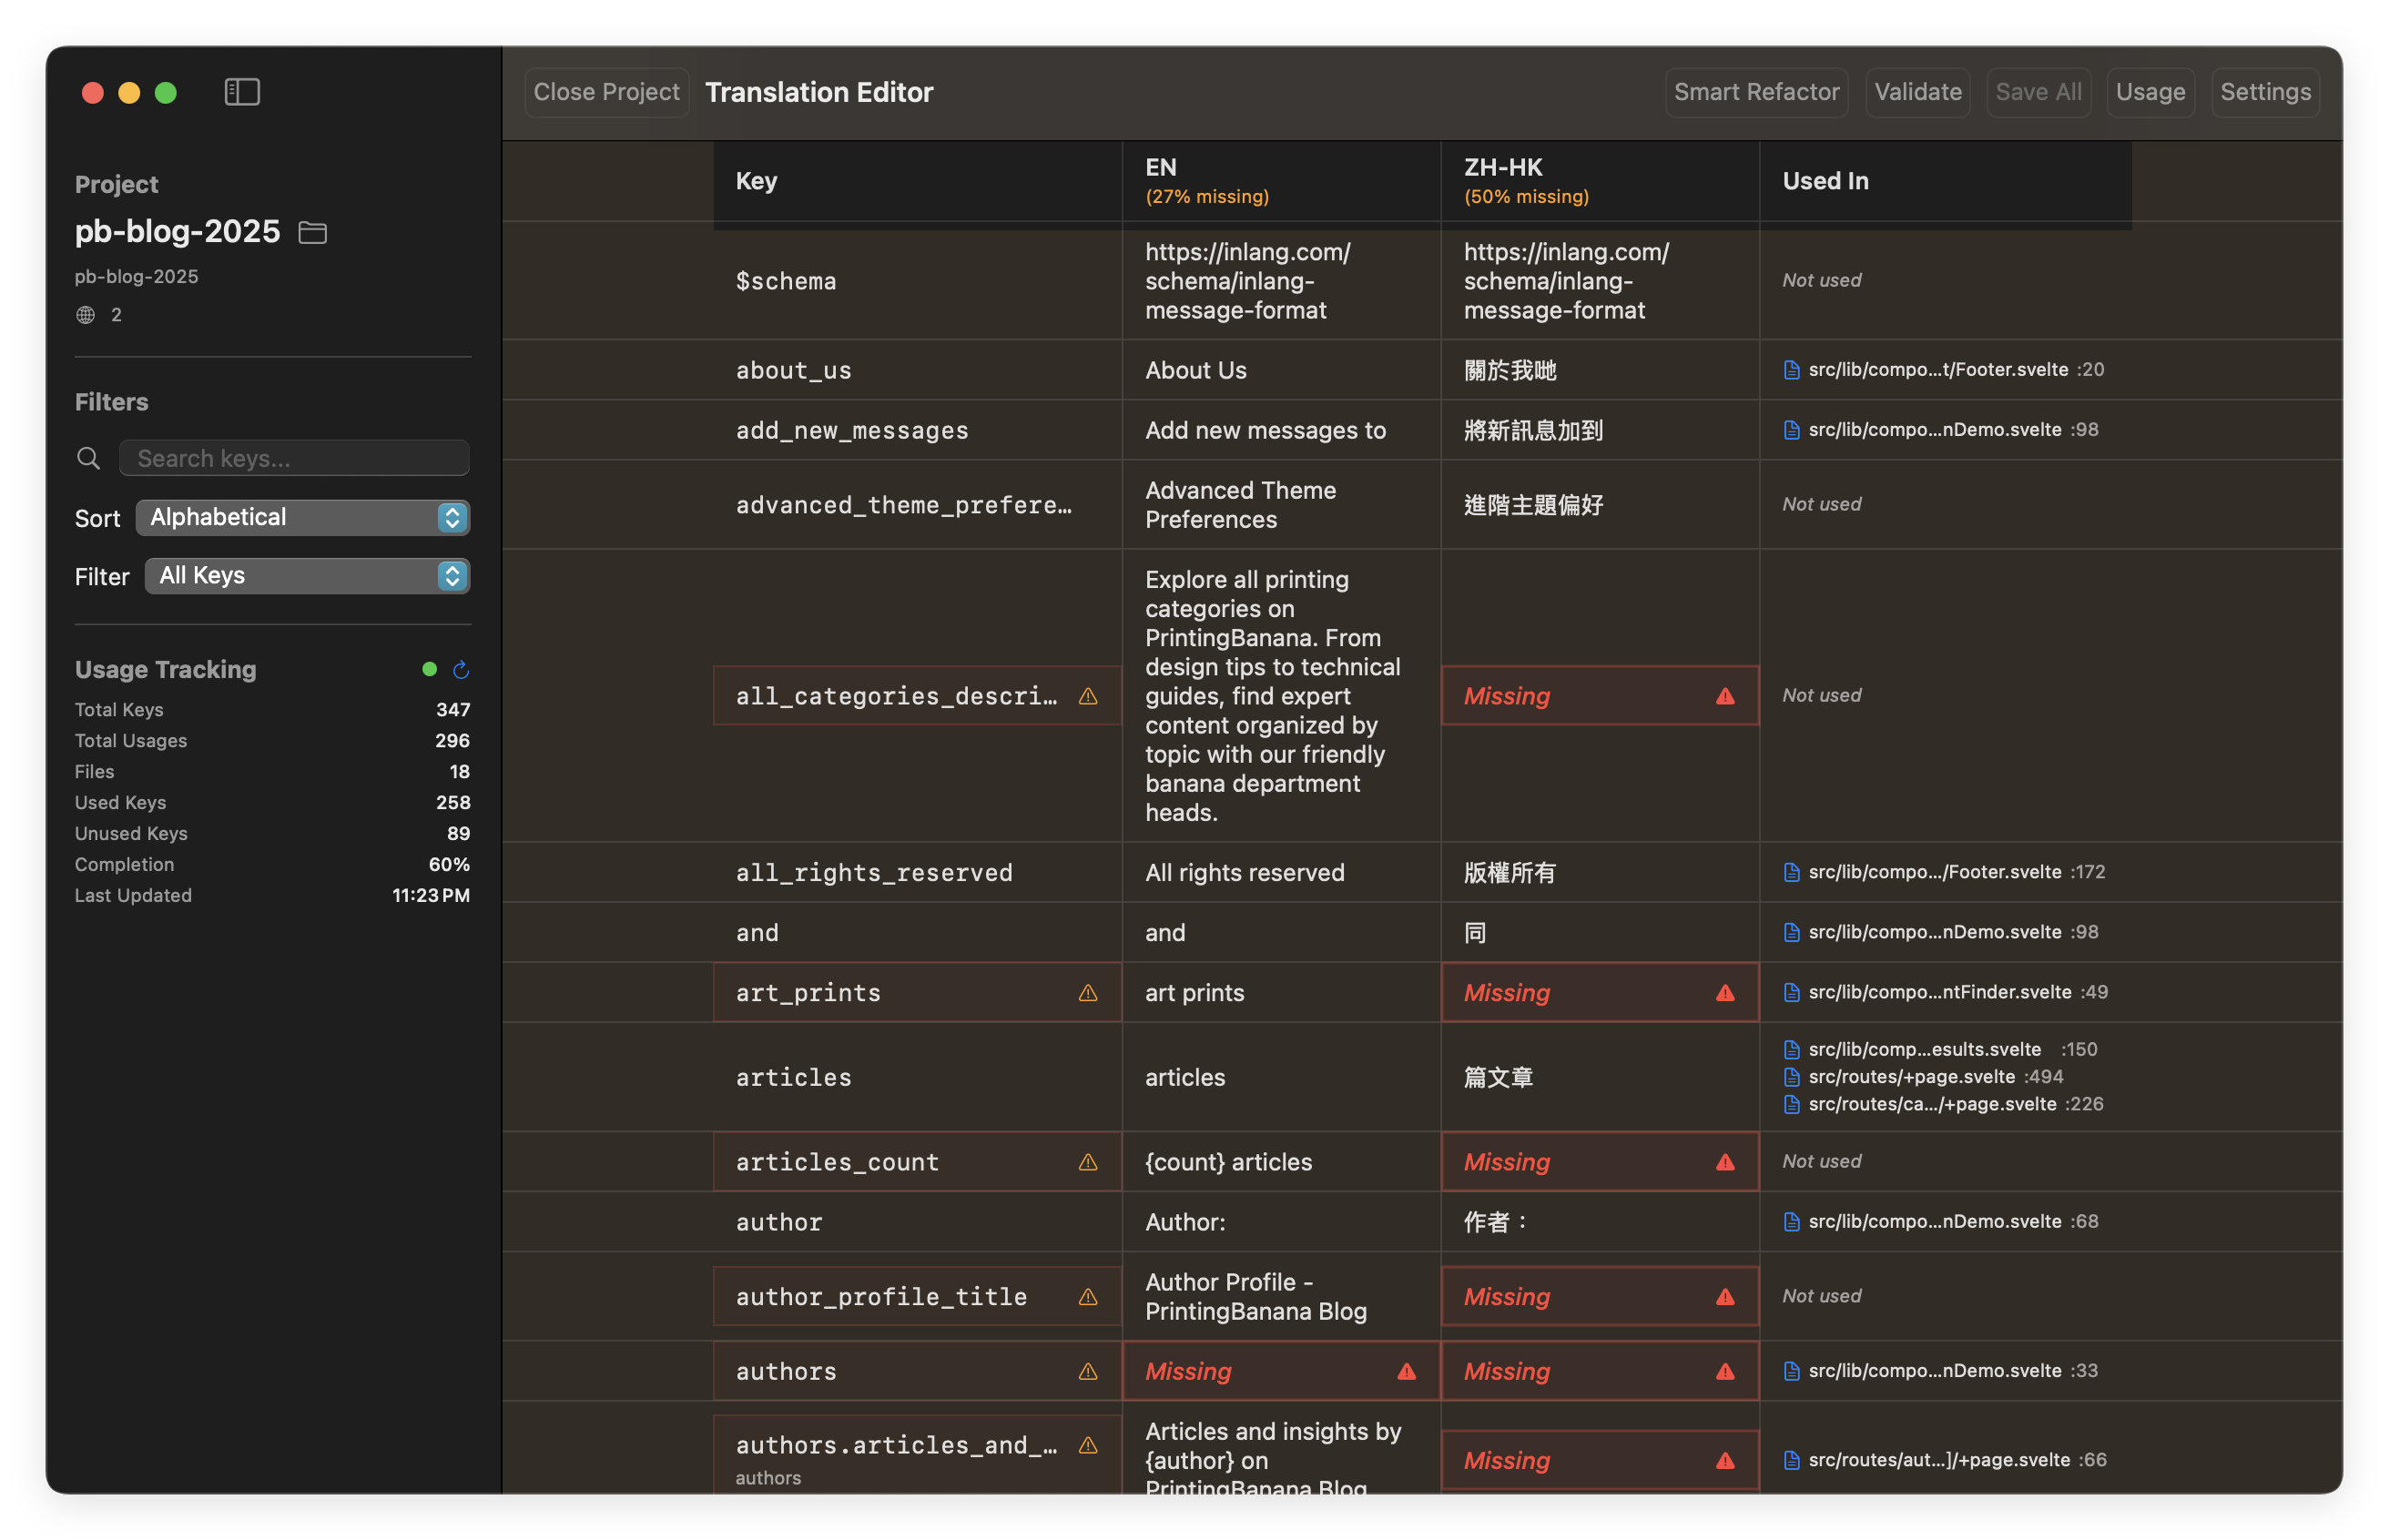 Close Project
Translation Editor
Smart Refactor
Validate
Save All
Usage
Settings
Project
pb-blog-2025
pb-blog-2025
2
Filters
Search keys...
Sort
Alphabetical
Filter
All Keys
Usage Tracking
Total Keys 347
Total Usages 296
Files 18
Used Keys 258
Unused Keys 89
Completion 60%
Last Updated 11:23 PM
Key
EN
(27% missing)
ZH-HK
(50% missing)
Used In
$schema
https://inlang.com/
schema/inlang-
message-format
https://inlang.com/
schema/inlang-
message-format
Not used
about_us
About Us
關於我哋
src/lib/compo...t/Footer.svelte :20
add_new_messages
Add new messages to
將新訊息加到
src/lib/compo...nDemo.svelte :98
advanced_theme_prefere...
Advanced Theme
Preferences
進階主題偏好
Not used
all_categories_descri...
Explore all printing
categories on
PrintingBanana. From
design tips to technical
guides, find expert
content organized by
topic with our friendly
banana department
heads.
Missing
Not used
all_rights_reserved
All rights reserved
版權所有
src/lib/compo.../Footer.svelte :172
and
and
同
src/lib/compo...nDemo.svelte :98
art_prints
art prints
Missing
src/lib/compo...ntFinder.svelte :49
articles
articles
篇文章
src/lib/comp...esults.svelte :150
src/routes/+page.svelte :494
src/routes/ca.../+page.svelte :226
articles_count
{count} articles
Missing
Not used
author
Author:
作者：
src/lib/compo...nDemo.svelte :68
author_profile_title
Author Profile -
PrintingBanana Blog
Missing
Not used
authors
Missing
Missing
src/lib/compo...nDemo.svelte :33
authors.articles_and_...
authors
Articles and insights by
{author} on
PrintingBanana Blog
Missing
src/routes/aut...]/+page.svelte :66